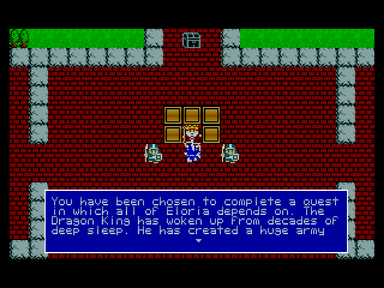 You have been chosen to complete a quest
in which all of Eloria depends on. The
Dragon King has woken up from decades of
deep sleep. He has created a huge army